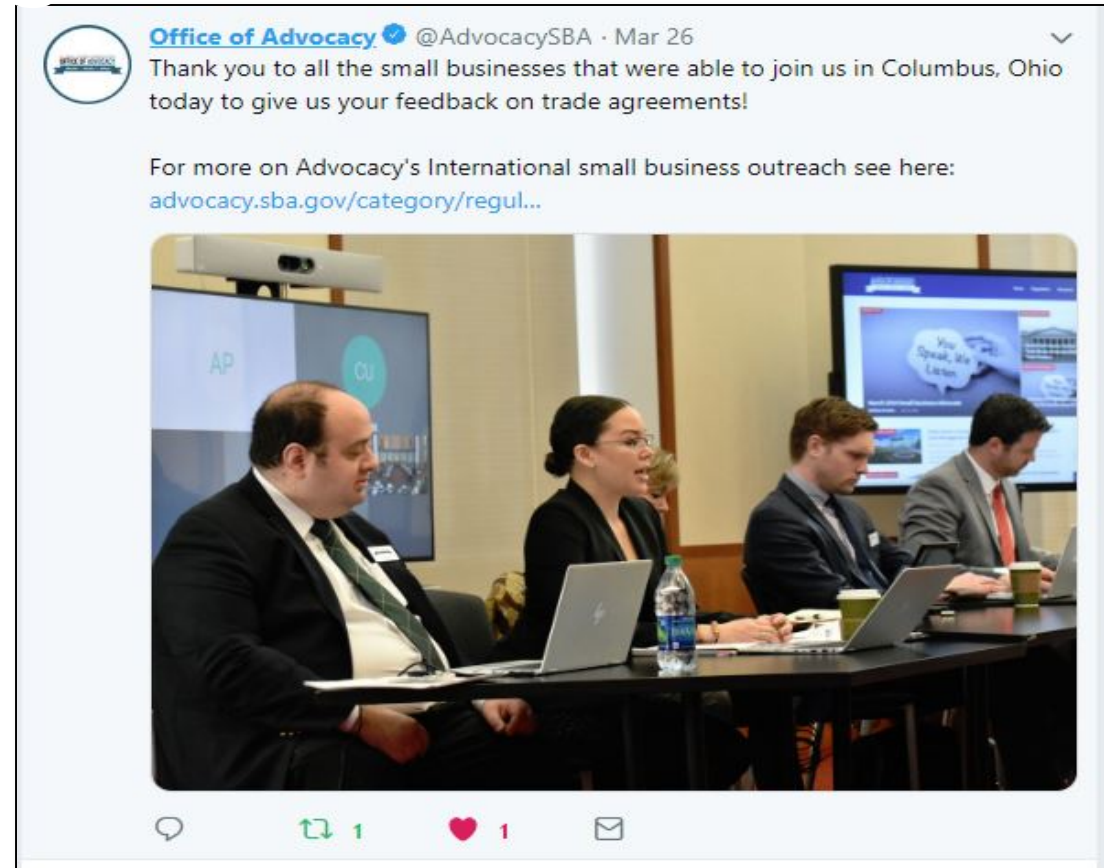 Office of Advocacy @AdvocacySBA · Mar 26
Thank you to all the small businesses that were able to join us in Columbus, Ohio
today to give us your feedback on trade agreements!
For more on Advocacy's International small business outreach see here:
advocacy.sba.gov/category/regul...
AP
CU
You
Speak, We
Listen
hp
1
1